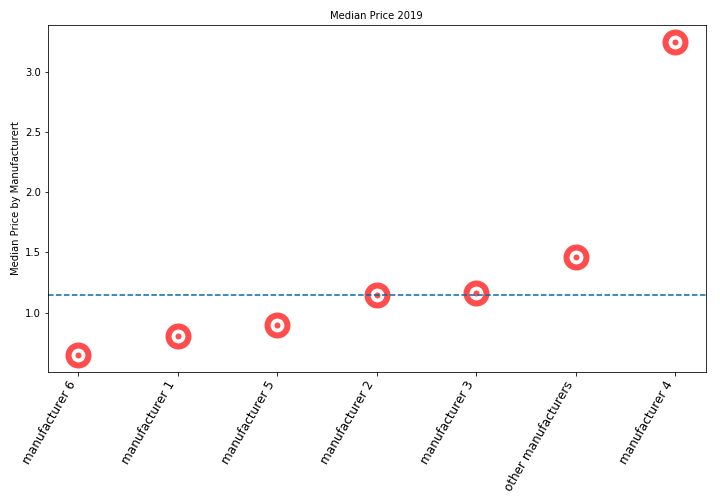 Median Price 2019
Median Price by Manufacturert
3.0
2.5
2.0
1.5
1.0
manufacturer 6
manufacturer 1
manufacturer 5
manufacturer 2
manufacturer 3
other manufacturers
manufacturer 4